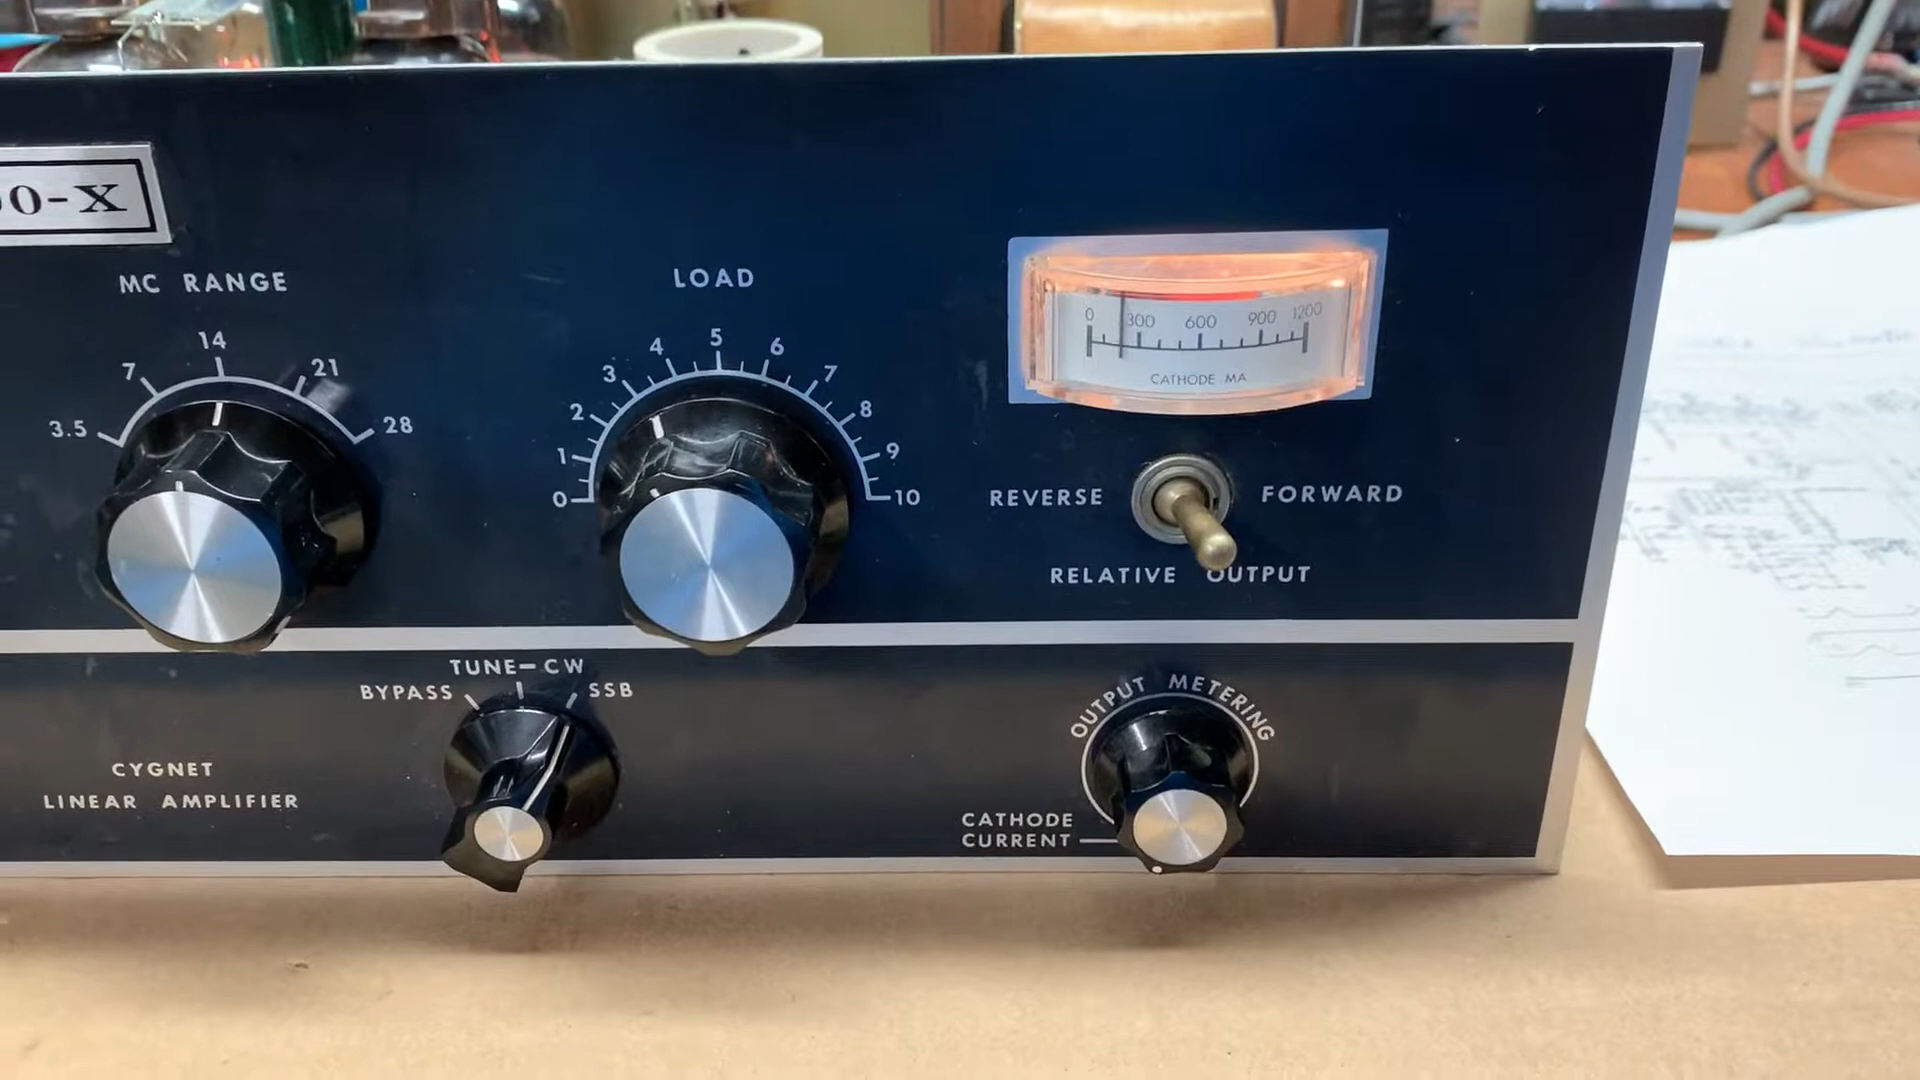 0-X
MC RANGE
3.5 7 14 21 28
LOAD
0 1 2 3 4 5 6 7 8 9 10
0 300 600 900 1200
CATHODE MA
REVERSE FORWARD
RELATIVE OUTPUT
TUNE-CW
BYPASS SSB
CYGNET
LINEAR AMPLIFIER
OUTPUT METERING
CATHODE
CURRENT